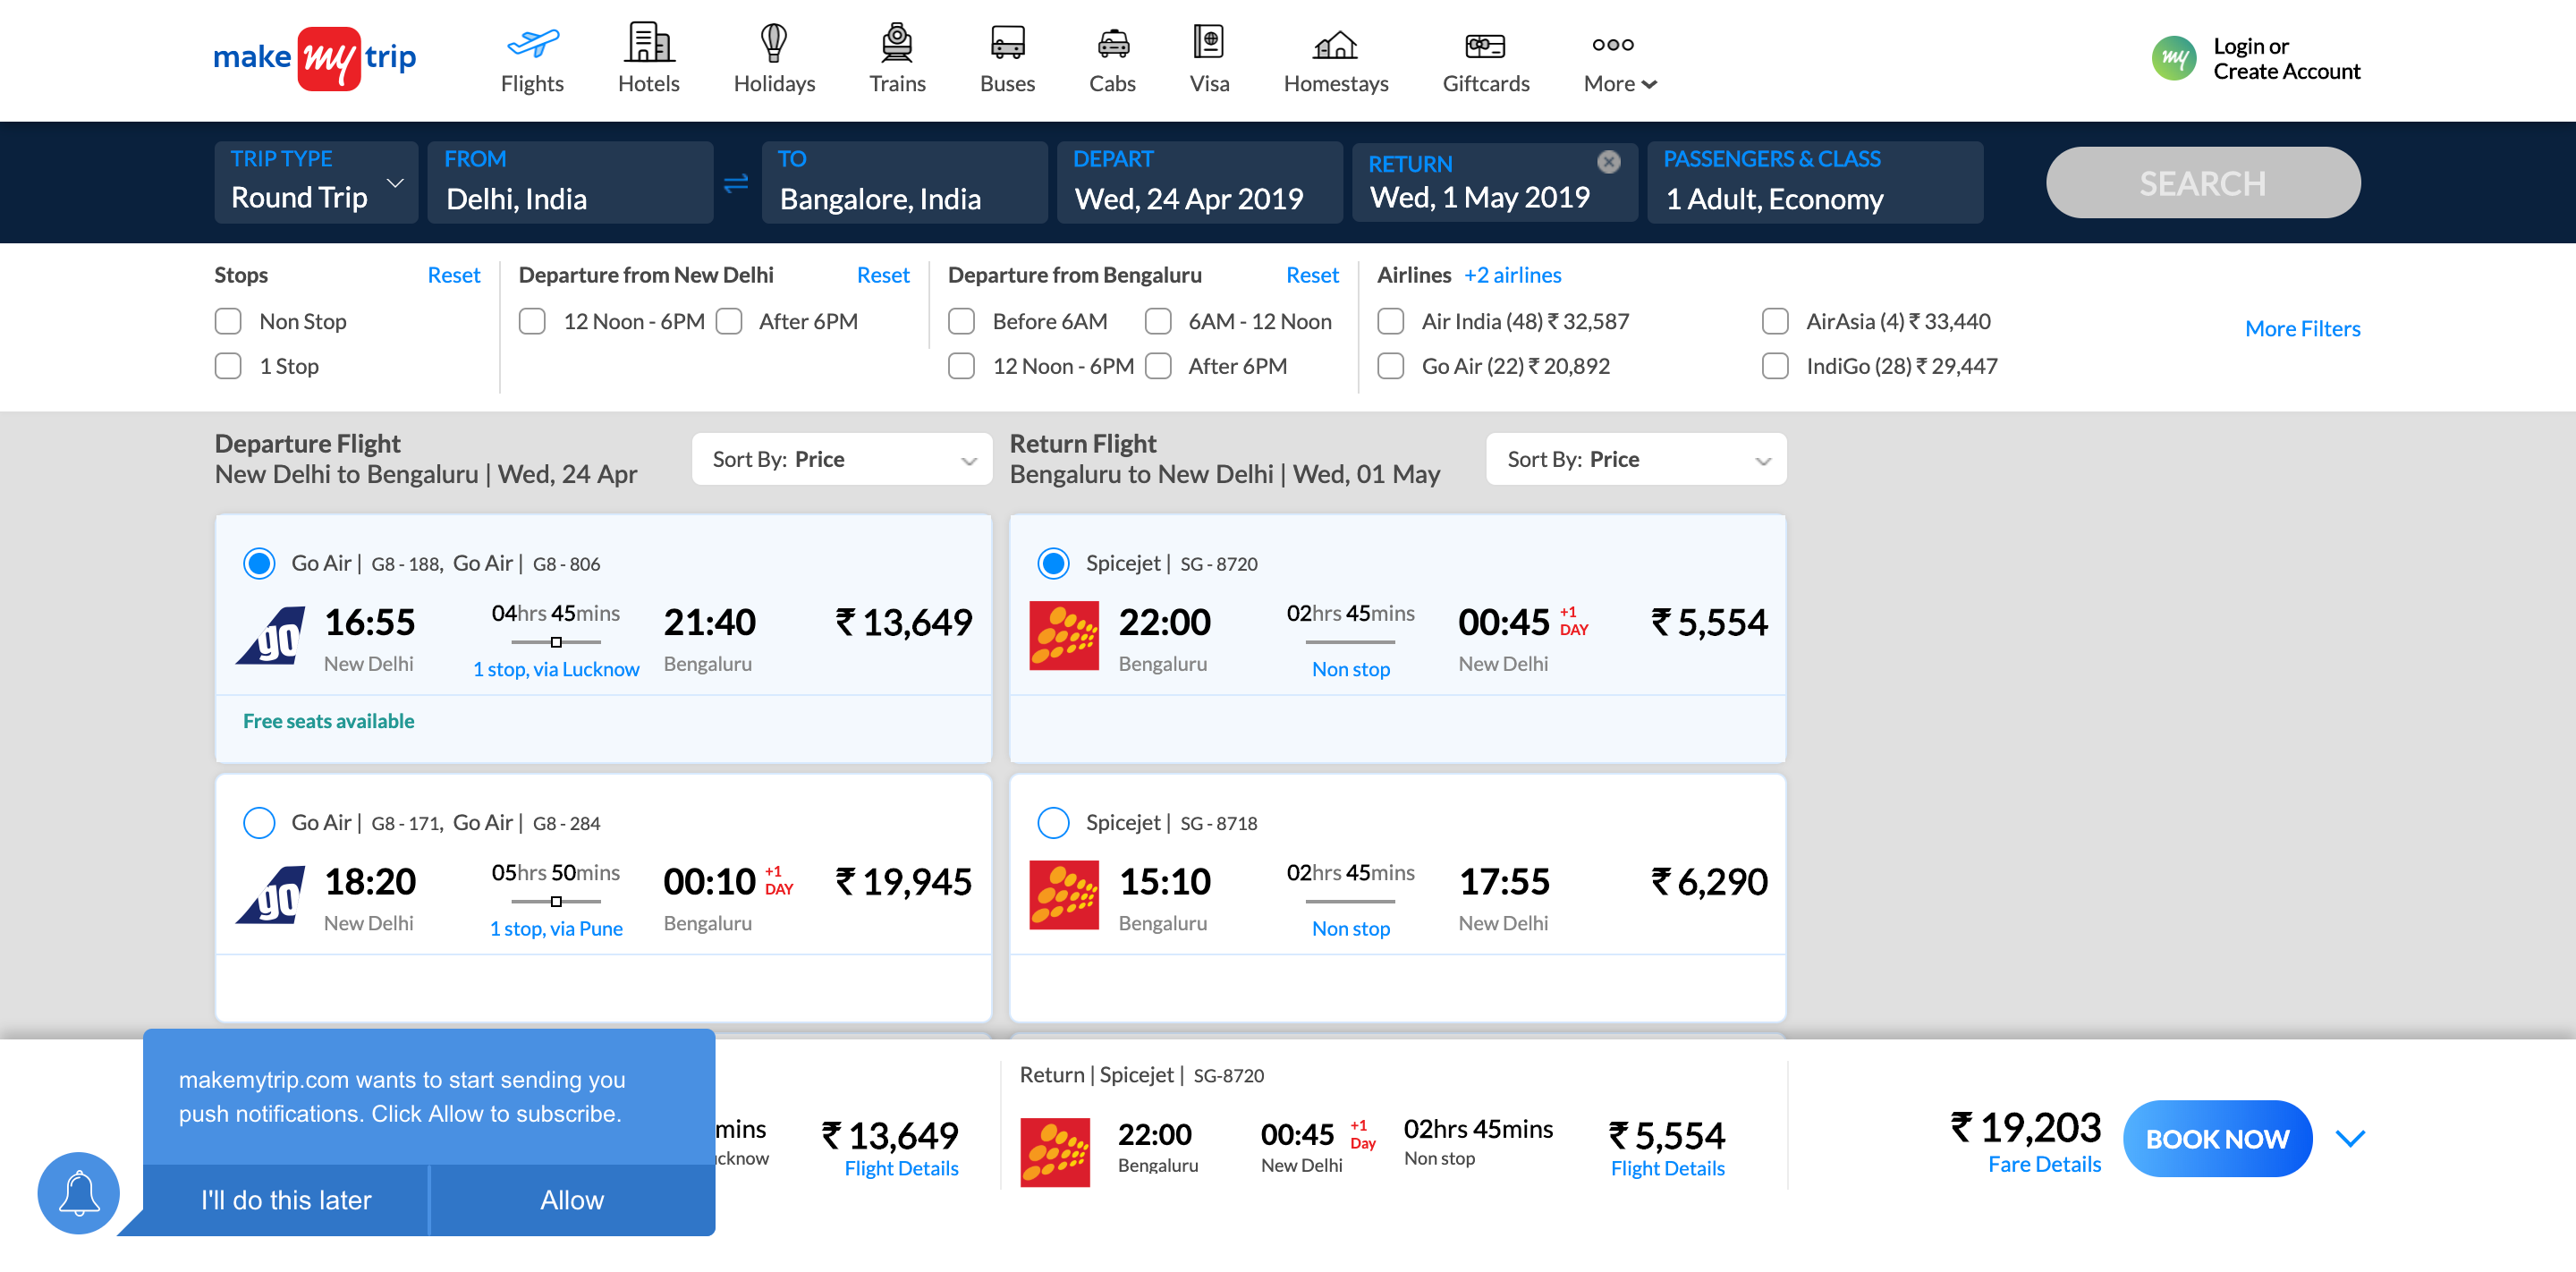 make my trip
Flights
Hotels
Holidays
Trains
Buses
Cabs
Visa
Homestays
Giftcards
More
my
Login or
Create Account
TRIP TYPE
Round Trip
FROM
Delhi, India
TO
Bangalore, India
DEPART
Wed, 24 Apr 2019
RETURN
Wed, 1 May 2019
PASSENGERS & CLASS
1 Adult, Economy
SEARCH
Stops Reset
Non Stop
1 Stop
Departure from New Delhi Reset
12 Noon - 6PM After 6PM
Departure from Bengaluru Reset
Before 6AM 6AM - 12 Noon
12 Noon - 6PM After 6PM
Airlines +2 airlines
Air India (48) ₹ 32,587 AirAsia (4) ₹ 33,440
Go Air (22) ₹ 20,892 IndiGo (28) ₹ 29,447
More Filters
Departure Flight
New Delhi to Bengaluru | Wed, 24 Apr
Sort By: Price
Go Air | G8 - 188, Go Air | G8 - 806
go
16:55 04hrs 45mins 21:40 ₹ 13,649
New Delhi 1 stop, via Lucknow Bengaluru
Free seats available
Go Air | G8 - 171, Go Air | G8 - 284
go
18:20 05hrs 50mins 00:10 +1 DAY ₹ 19,945
New Delhi 1 stop, via Pune Bengaluru
Return Flight
Bengaluru to New Delhi | Wed, 01 May
Sort By: Price
Spicejet | SG - 8720
22:00 02hrs 45mins 00:45 +1 DAY ₹ 5,554
Bengaluru Non stop New Delhi
Spicejet | SG - 8718
15:10 02hrs 45mins 17:55 ₹ 6,290
Bengaluru Non stop New Delhi
makemytrip.com wants to start sending you
push notifications. Click Allow to subscribe.
I'll do this later Allow
mins ₹ 13,649
cknow Flight Details
Return | Spicejet | SG-8720
22:00 00:45 +1 Day 02hrs 45mins ₹ 5,554
Bengaluru New Delhi Non stop Flight Details
₹ 19,203
Fare Details
BOOK NOW